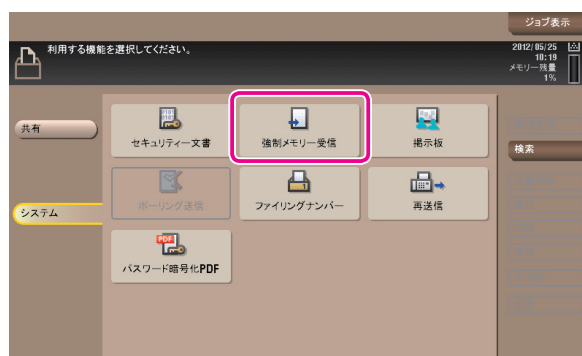 ジョブ表示
利用する機能を選択してください。
2012/05/25
10:19
メモリー残量
1%
共有
セキュリティー文書
強制メモリー受信
掲示板
検索
ポーリング送信
ファイリングナンバー
再送信
システム
パスワード暗号化PDF